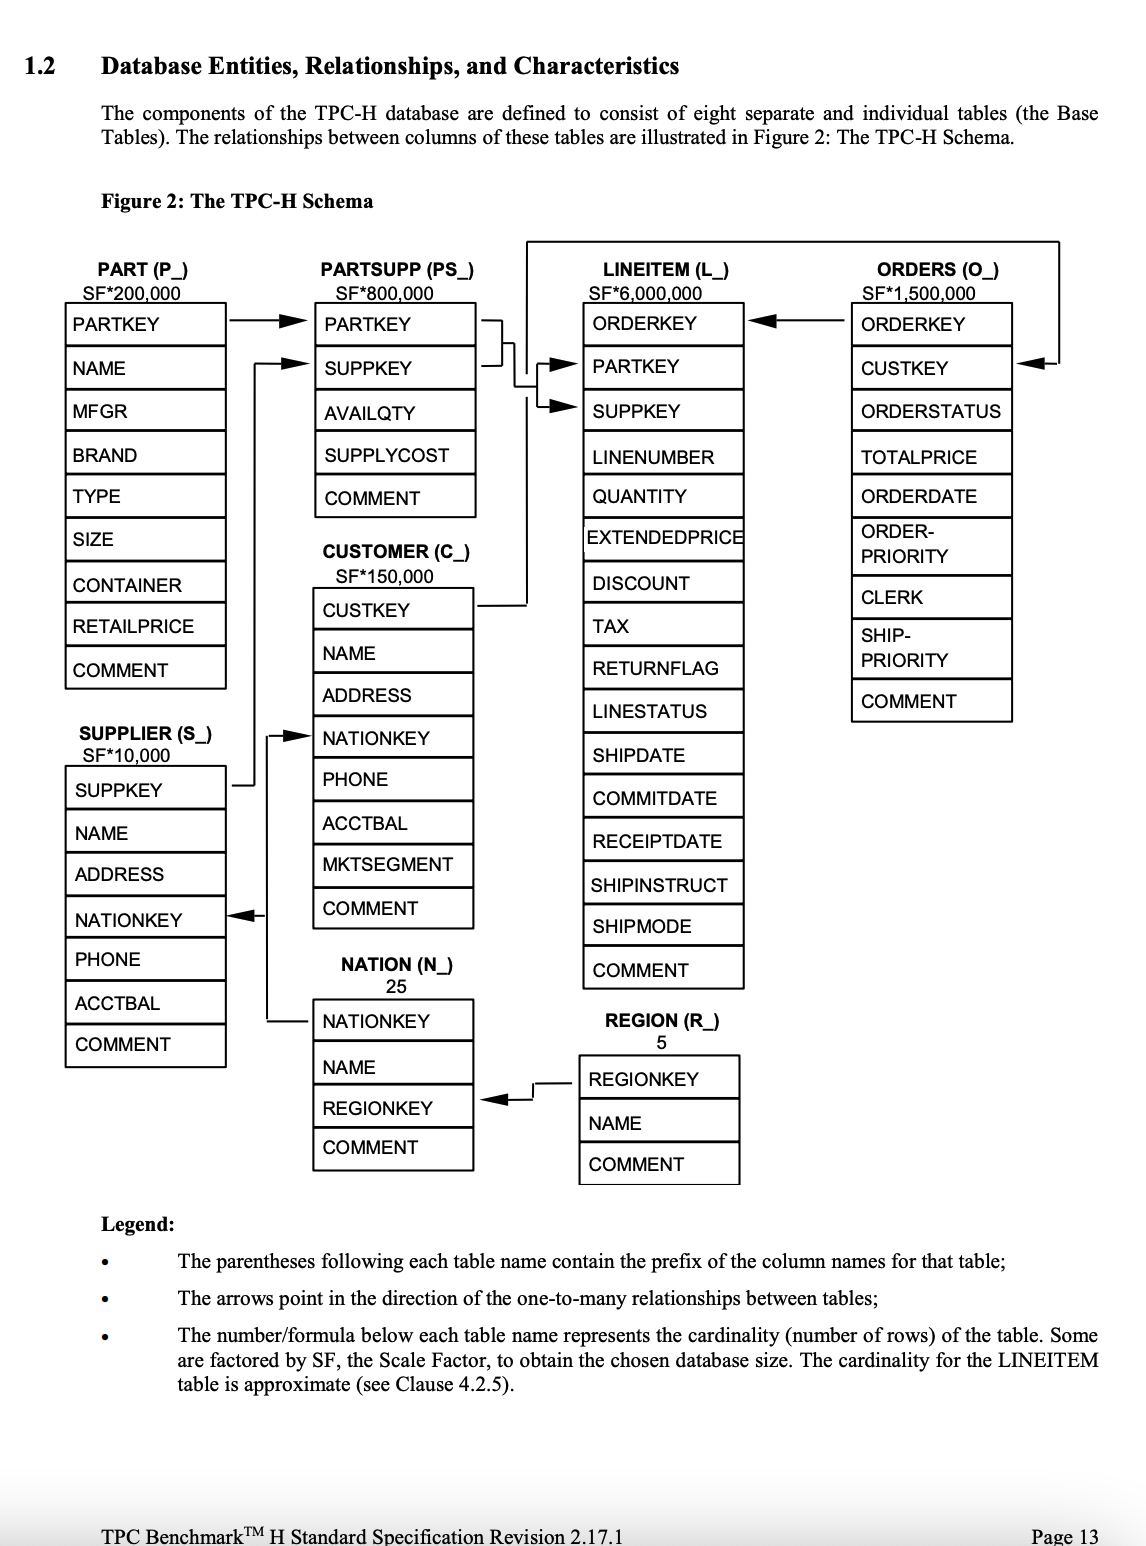 1.2 Database Entities, Relationships, and Characteristics
The components of the TPC-H database are defined to consist of eight separate and individual tables (the Base
Tables). The relationships between columns of these tables are illustrated in Figure 2: The TPC-H Schema.
Figure 2: The TPC-H Schema
PART (P_)
SF*200,000
PARTKEY
NAME
MFGR
BRAND
TYPE
SIZE
CONTAINER
RETAILPRICE
COMMENT
SUPPLIER (S_)
SF*10,000
SUPPKEY
NAME
ADDRESS
NATIONKEY
PHONE
ACCTBAL
COMMENT
PARTSUPP (PS_)
SF*800,000
PARTKEY
SUPPKEY
AVAILQTY
SUPPLYCOST
COMMENT
CUSTOMER (C_)
SF*150,000
CUSTKEY
NAME
ADDRESS
NATIONKEY
PHONE
ACCTBAL
MKTSEGMENT
COMMENT
NATION (N_)
25
NATIONKEY
NAME
REGIONKEY
COMMENT
LINEITEM (L_)
SF*6,000,000
ORDERKEY
PARTKEY
SUPPKEY
LINENUMBER
QUANTITY
EXTENDEDPRICE
DISCOUNT
TAX
RETURNFLAG
LINESTATUS
SHIPDATE
COMMITDATE
RECEIPTDATE
SHIPINSTRUCT
SHIPMODE
COMMENT
REGION (R_)
5
REGIONKEY
NAME
COMMENT
ORDERS (O_)
SF*1,500,000
ORDERKEY
CUSTKEY
ORDERSTATUS
TOTALPRICE
ORDERDATE
ORDER-
PRIORITY
CLERK
SHIP-
PRIORITY
COMMENT
Legend:
• The parentheses following each table name contain the prefix of the column names for that table;
• The arrows point in the direction of the one-to-many relationships between tables;
• The number/formula below each table name represents the cardinality (number of rows) of the table. Some
are factored by SF, the Scale Factor, to obtain the chosen database size. The cardinality for the LINEITEM
table is approximate (see Clause 4.2.5).
TPC Benchmark™ H Standard Specification Revision 2.17.1 Page 13